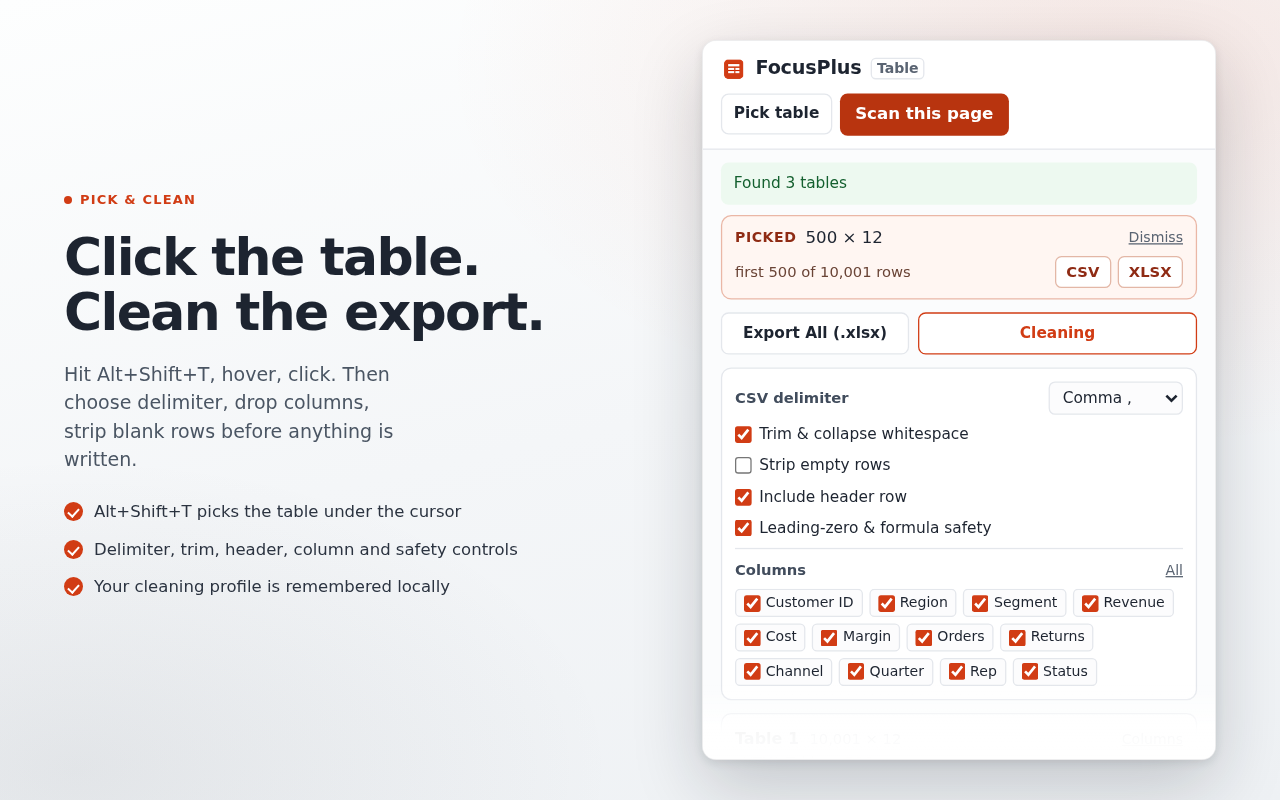 PICK & CLEAN
Click the table.
Clean the export.
Hit Alt+Shift+T, hover, click. Then
choose delimiter, drop columns,
strip blank rows before anything is
written.
Alt+Shift+T picks the table under the cursor
Delimiter, trim, header, column and safety controls
Your cleaning profile is remembered locally
FocusPlus Table
Pick table Scan this page
Found 3 tables
PICKED 500 × 12 Dismiss
first 500 of 10,001 rows CSV XLSX
Export All (.xlsx) Cleaning
CSV delimiter Comma ,
Trim & collapse whitespace
Strip empty rows
Include header row
Leading-zero & formula safety
Columns All
Customer ID Region Segment Revenue
Cost Margin Orders Returns
Channel Quarter Rep Status
Table 1 10,001 × 12 Columns